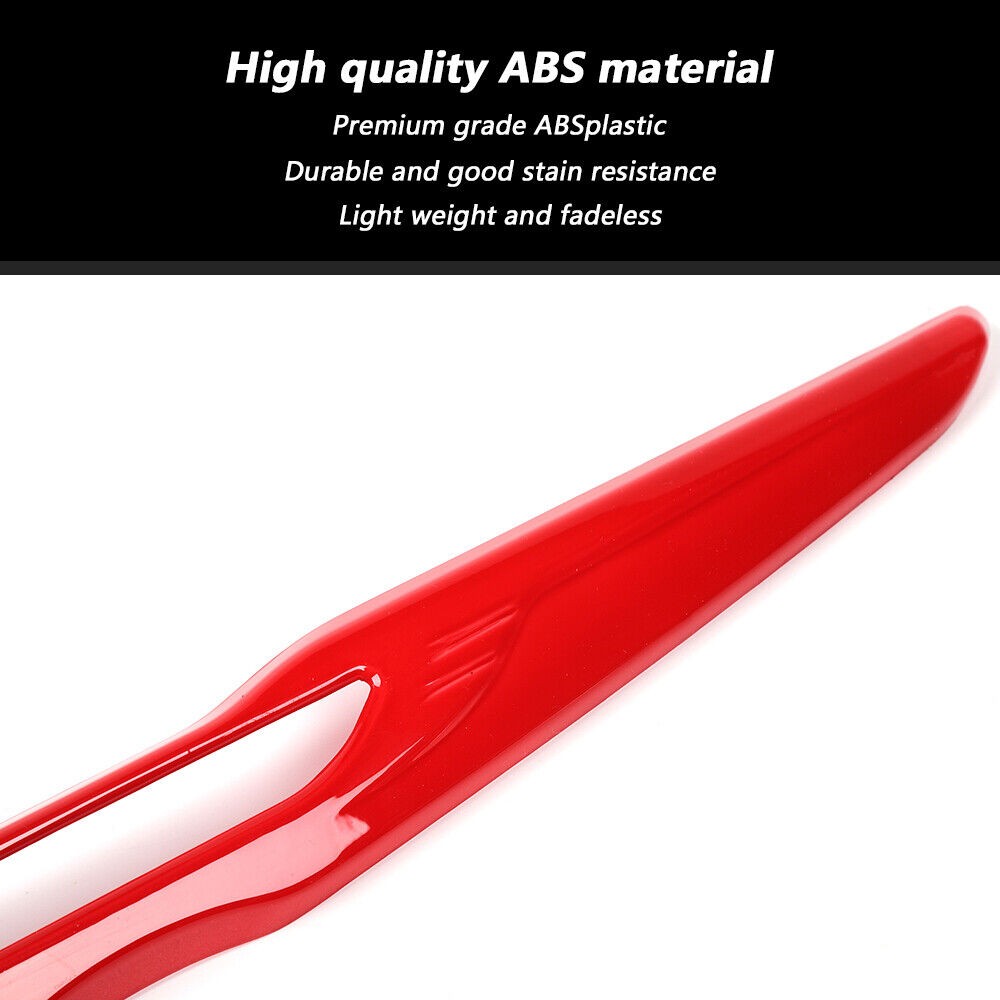 High quality ABS material
Premium grade ABSplastic
Durable and good stain resistance
Light weight and fadeless